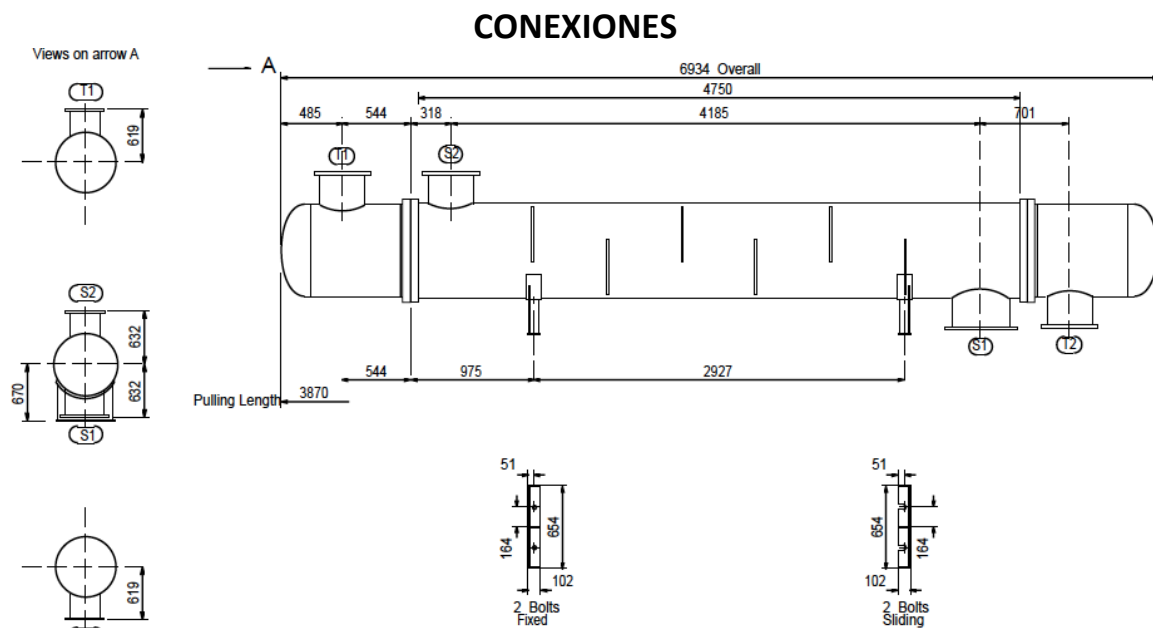 CONEXIONES
Views on arrow A
A
6934 Overall
4750
485
544
318
4185
701
T1
619
T1
S2
S2
632
670
632
S1
S1
T2
544
975
2927
Pulling Length
3870
51
654
164
102
2 Bolts
Fixed
51
654
164
102
2 Bolts
Sliding
619